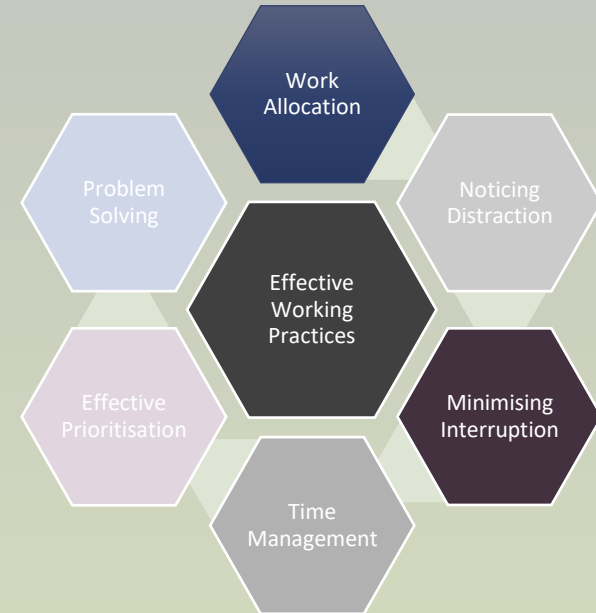 Work
Allocation
Problem
Solving
Noticing
Distraction
Effective
Working
Practices
Effective
Prioritisation
Minimising
Interruption
Time
Management